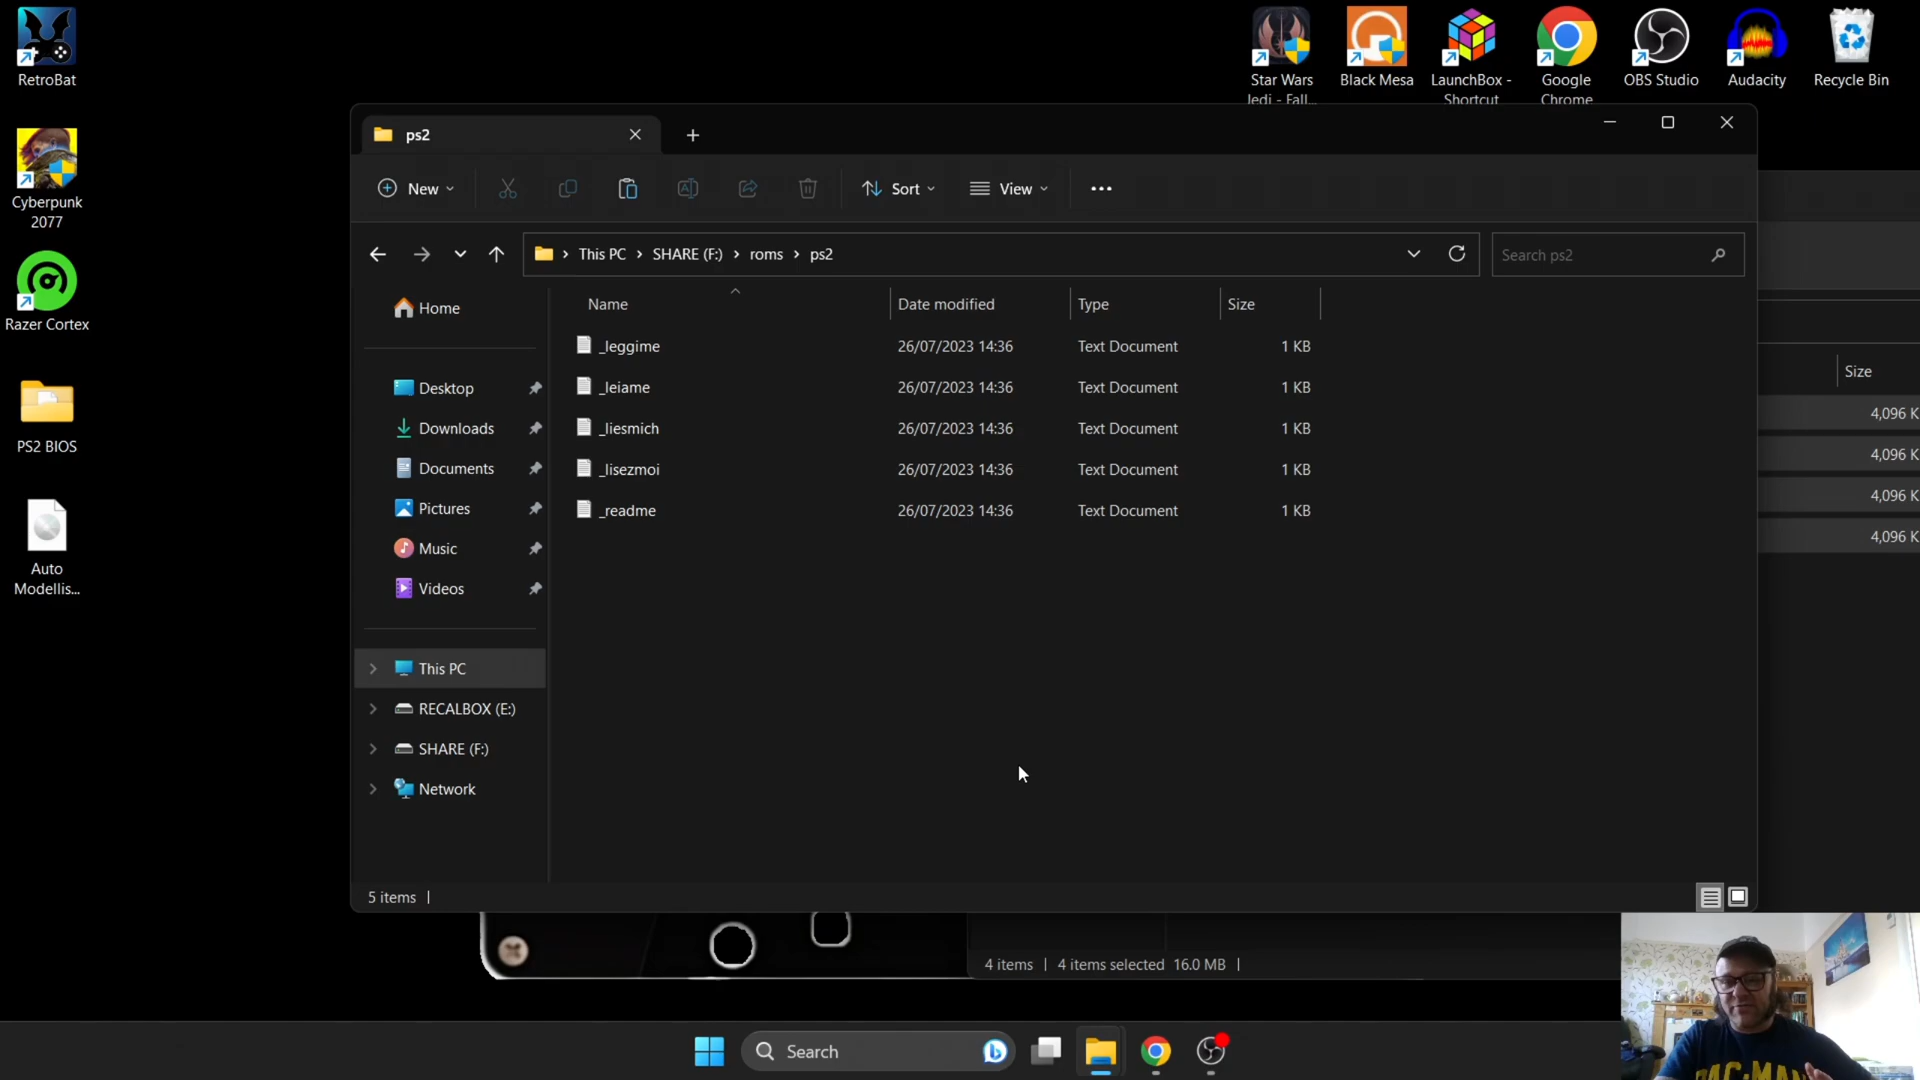 RetroBat
Cyberpunk
2077
Razer Cortex
PS2 BIOS
Auto
Modellis...
Star Wars
Jedi - Fall...
Black Mesa
LaunchBox -
Shortcut
Google
Chrome
OBS Studio
Audacity
Recycle Bin
ps2
New
Sort
View
This PC
SHARE (F:)
roms
ps2
Search ps2
Home
Desktop
Downloads
Documents
Pictures
Music
Videos
This PC
RECALBOX (E:)
SHARE (F:)
Network
Name Date modified Type Size
_leggime 26/07/2023 14:36 Text Document 1 KB
_leiame 26/07/2023 14:36 Text Document 1 KB
_liesmich 26/07/2023 14:36 Text Document 1 KB
_lisezmoi 26/07/2023 14:36 Text Document 1 KB
_readme 26/07/2023 14:36 Text Document 1 KB
5 items
Size
4,096 K
4,096 K
4,096 K
4,096 K
4 items 4 items selected 16.0 MB
Search
PAC-MAN